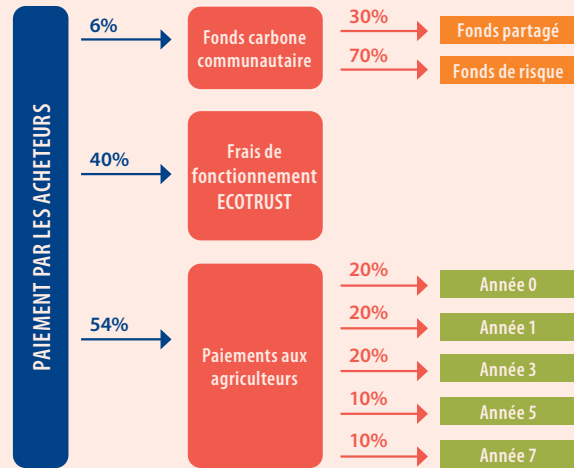 PAIEMENT PAR LES ACHETEURS
6%
Fonds carbone
communautaire
30%
Fonds partagé
70%
Fonds de risque
40%
Frais de
fonctionnement
ECOTRUST
54%
Paiements aux
agriculteurs
20%
Année 0
20%
Année 1
20%
Année 3
10%
Année 5
10%
Année 7